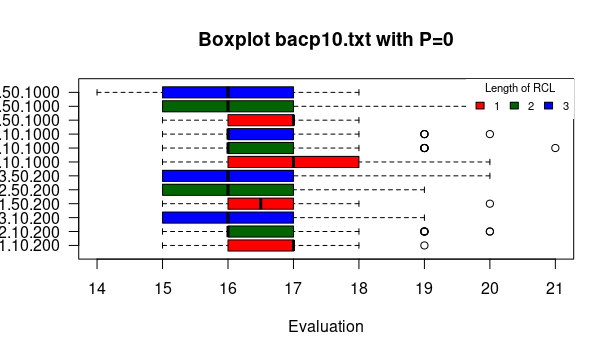 Boxplot bacp10.txt with P=0
Length of RCL
1 2 3
.50.1000
.50.1000
.50.1000
.10.1000
.10.1000
.10.1000
3.50.200
2.50.200
1.50.200
3.10.200
2.10.200
1.10.200
14 15 16 17 18 19 20 21
Evaluation